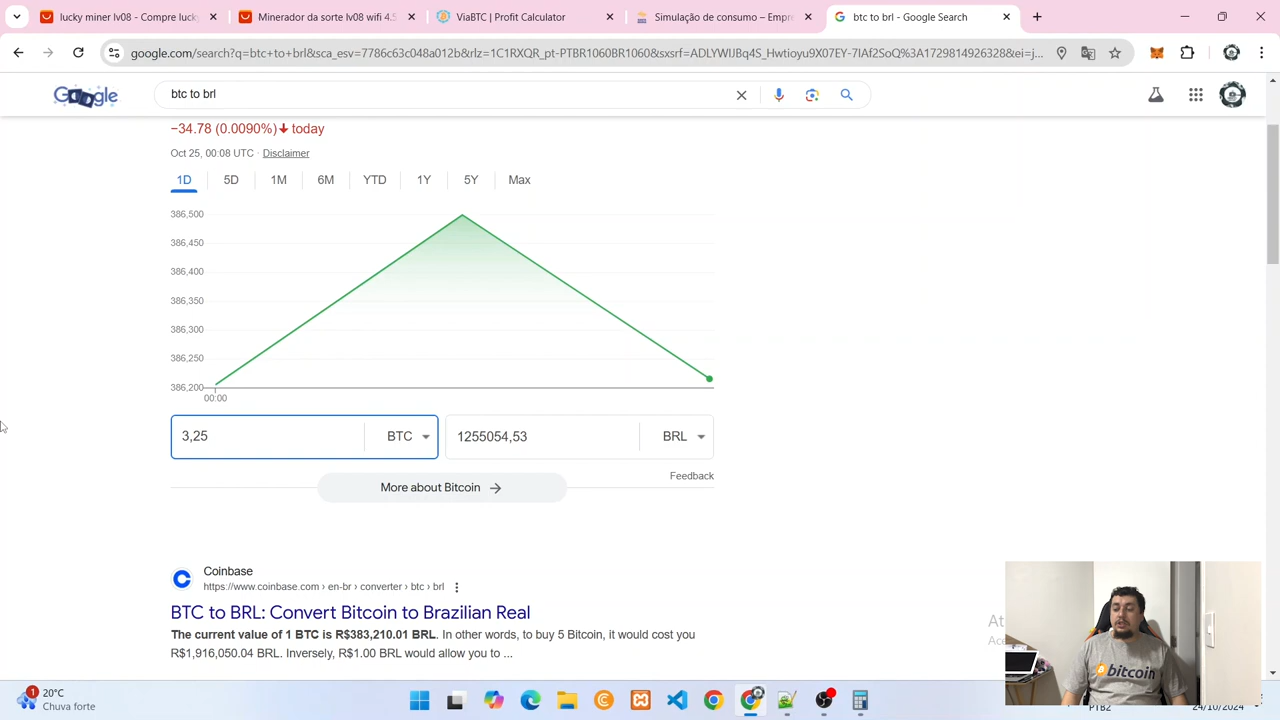 lucky miner lv08 - AliExp
Minerador da sorte lv08 wifi 4.5
ViaBTC | Profit Calculator
Simulação de consumo – Empre
btc to brl - Google Search
google.com/search?q=btc+to+brl&sca_esv=7786c63c048a012b&rlz=1C1RXQR_pt-PTBR1060BR1060&sxsrf=ADLYWIJBq4S_Hwtioyu9X07EY-7IAf2SoQ%3A1729814926328&ei=j...
Google
btc to brl
−34.78 (0.0090%) today
Oct 25, 00:08 UTC · Disclaimer
1D 5D 1M 6M YTD 1Y 5Y Max
386,500
386,450
386,400
386,350
386,300
386,250
386,200
00:00
3,25 BTC 1255054,53 BRL
Feedback
More about Bitcoin
Coinbase
https://www.coinbase.com › en-br › converter › btc › brl
BTC to BRL: Convert Bitcoin to Brazilian Real
The current value of 1 BTC is R$383,210.01 BRL. In other words, to buy 5 Bitcoin, it would cost you
R$1,916,050.04 BRL. Inversely, R$1.00 BRL would allow you to ...
bitcoin
1
20°C
Chuva forte
PTB2
24/10/2024